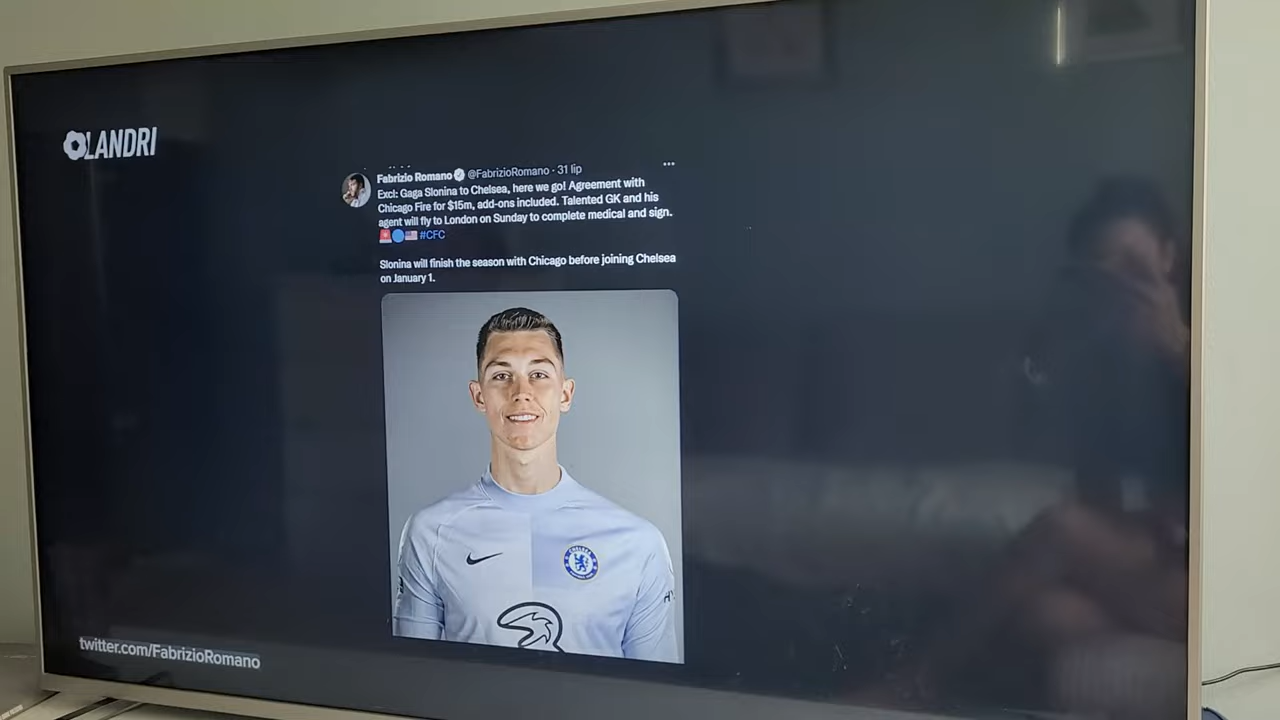 LANDRI
Fabrizio Romano @FabrizioRomano · 31 lip
Excl: Gaga Slonina to Chelsea, here we go! Agreement with
Chicago Fire for $15m, add-ons included. Talented GK and his
agent will fly to London on Sunday to complete medical and sign.
🚨🔵🇺🇸 #CFC
Slonina will finish the season with Chicago before joining Chelsea
on January 1.
CHELSEA
twitter.com/FabrizioRomano